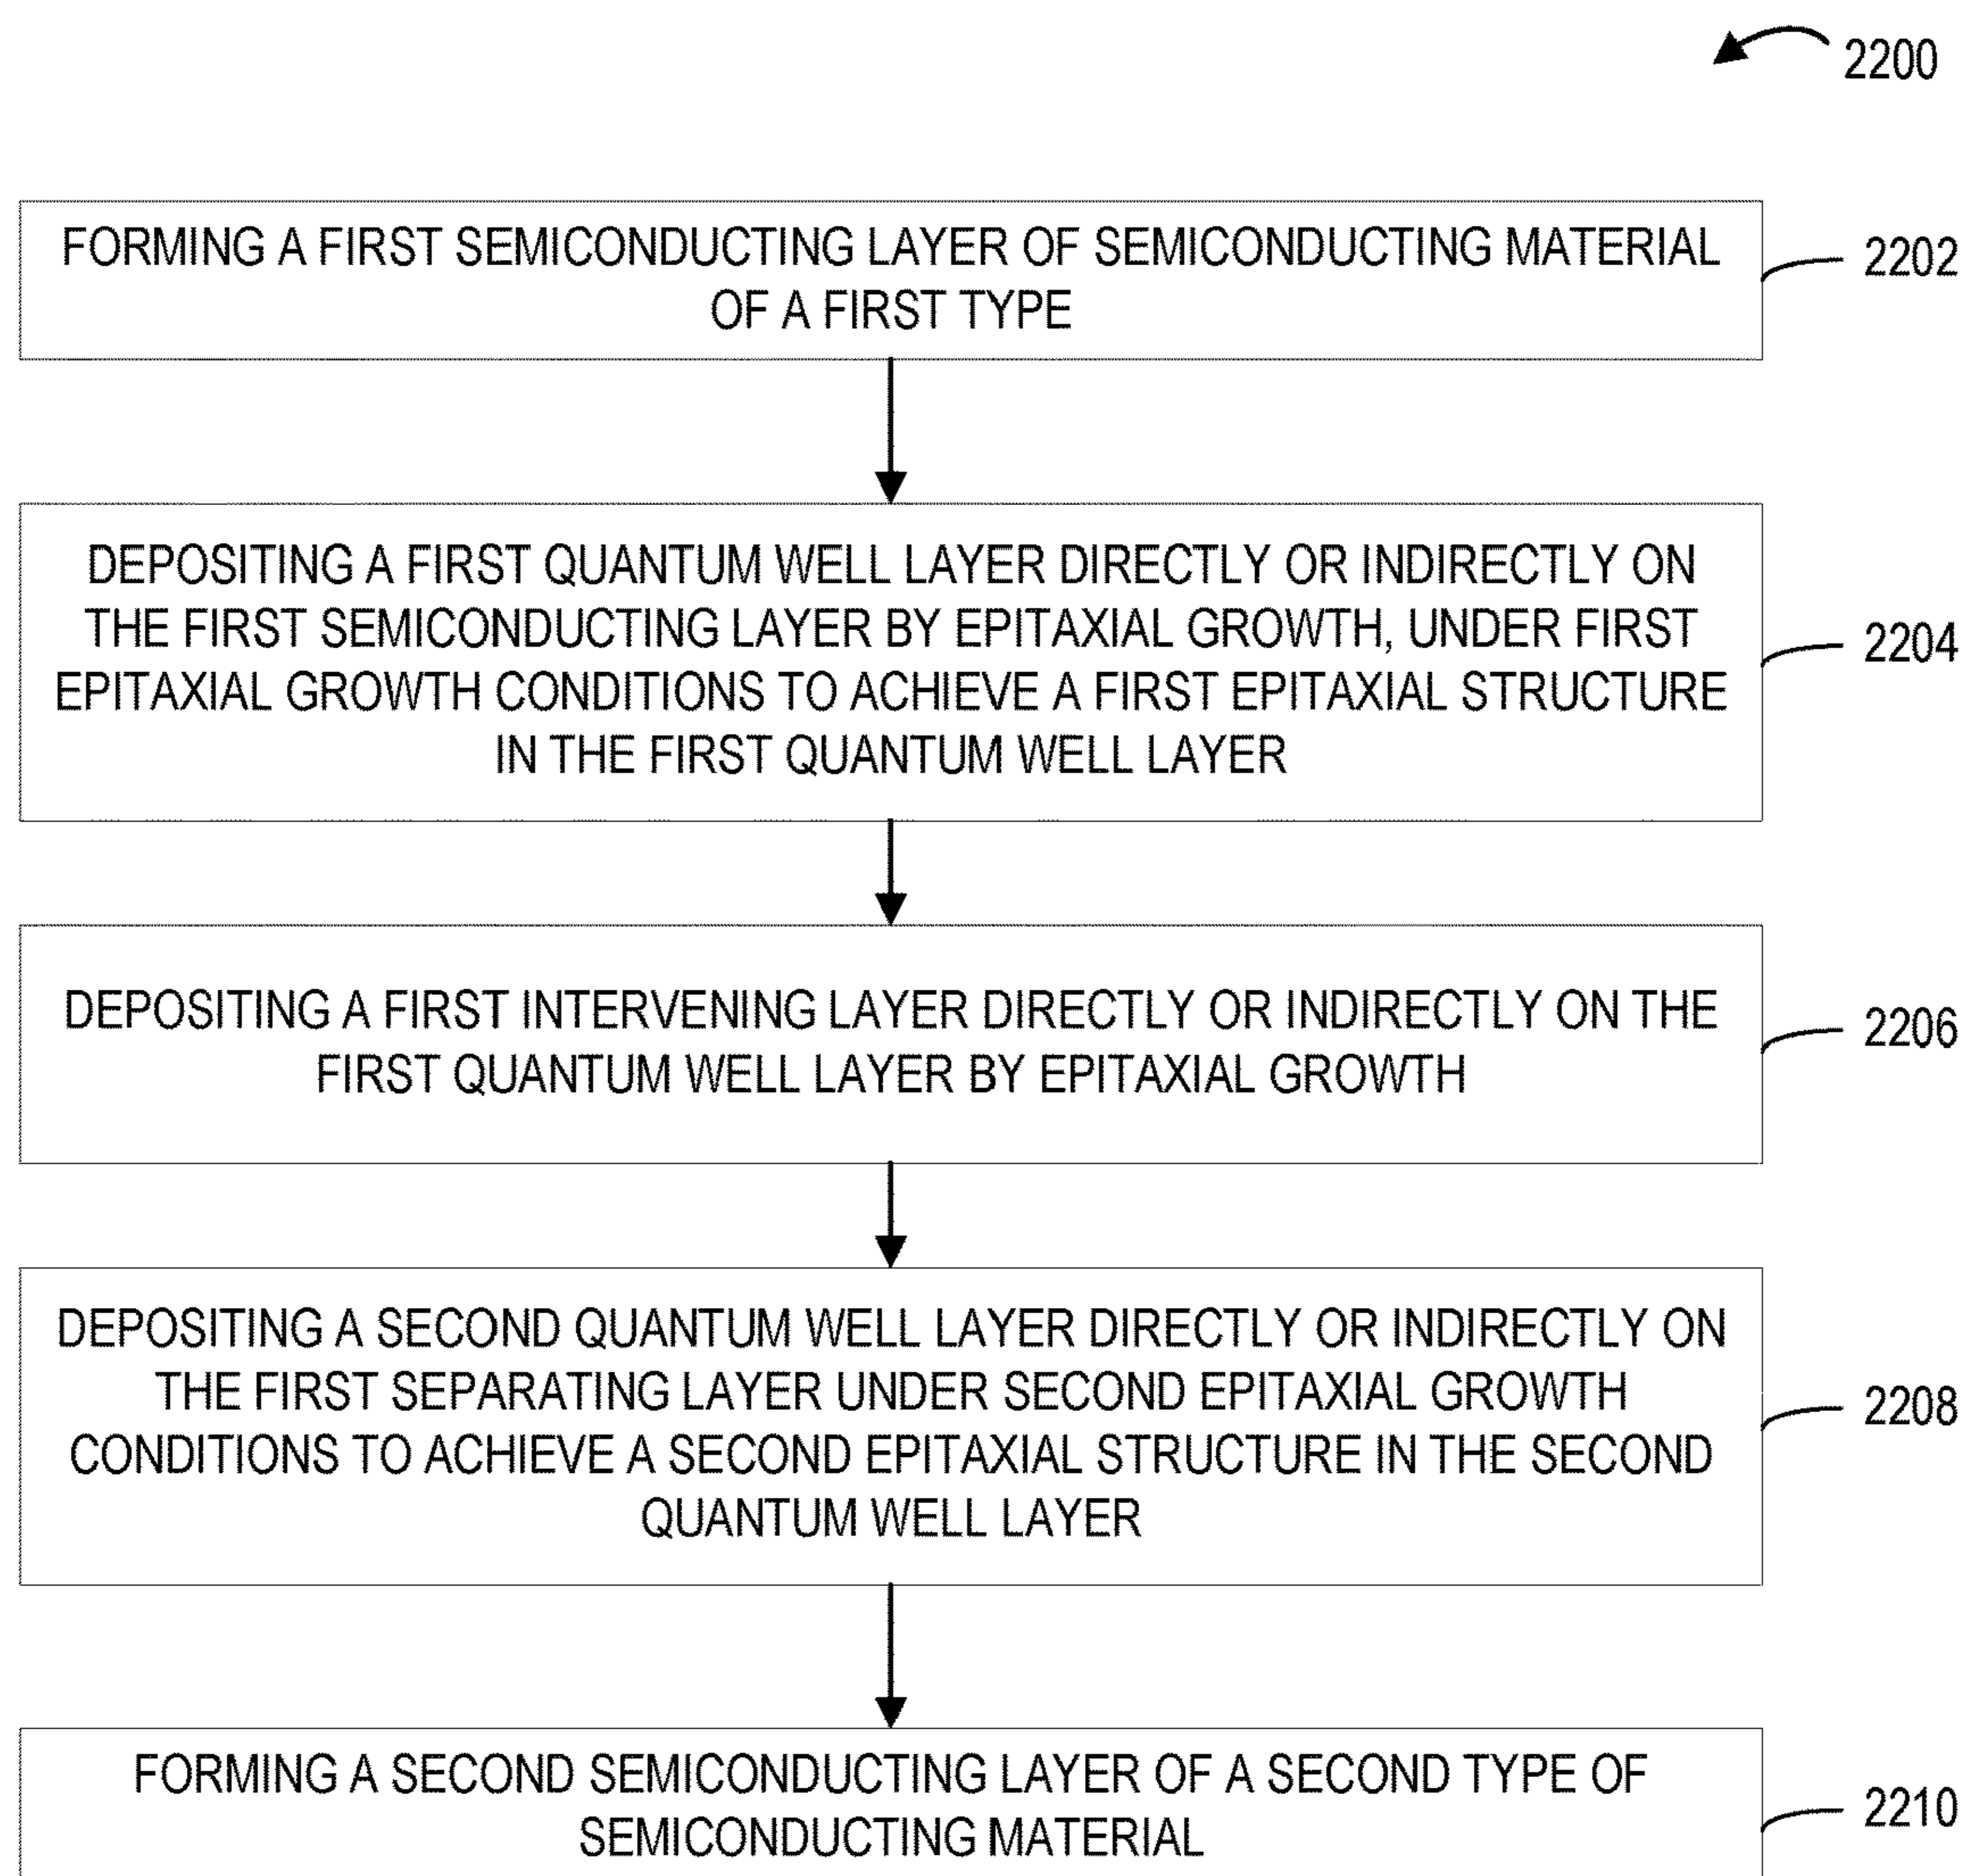 2200
FORMING A FIRST SEMICONDUCTING LAYER OF SEMICONDUCTING MATERIAL
OF A FIRST TYPE
2202
DEPOSITING A FIRST QUANTUM WELL LAYER DIRECTLY OR INDIRECTLY ON
THE FIRST SEMICONDUCTING LAYER BY EPITAXIAL GROWTH, UNDER FIRST
EPITAXIAL GROWTH CONDITIONS TO ACHIEVE A FIRST EPITAXIAL STRUCTURE
IN THE FIRST QUANTUM WELL LAYER
2204
DEPOSITING A FIRST INTERVENING LAYER DIRECTLY OR INDIRECTLY ON THE
FIRST QUANTUM WELL LAYER BY EPITAXIAL GROWTH
2206
DEPOSITING A SECOND QUANTUM WELL LAYER DIRECTLY OR INDIRECTLY ON
THE FIRST SEPARATING LAYER UNDER SECOND EPITAXIAL GROWTH
CONDITIONS TO ACHIEVE A SECOND EPITAXIAL STRUCTURE IN THE SECOND
QUANTUM WELL LAYER
2208
FORMING A SECOND SEMICONDUCTING LAYER OF A SECOND TYPE OF
SEMICONDUCTING MATERIAL
2210